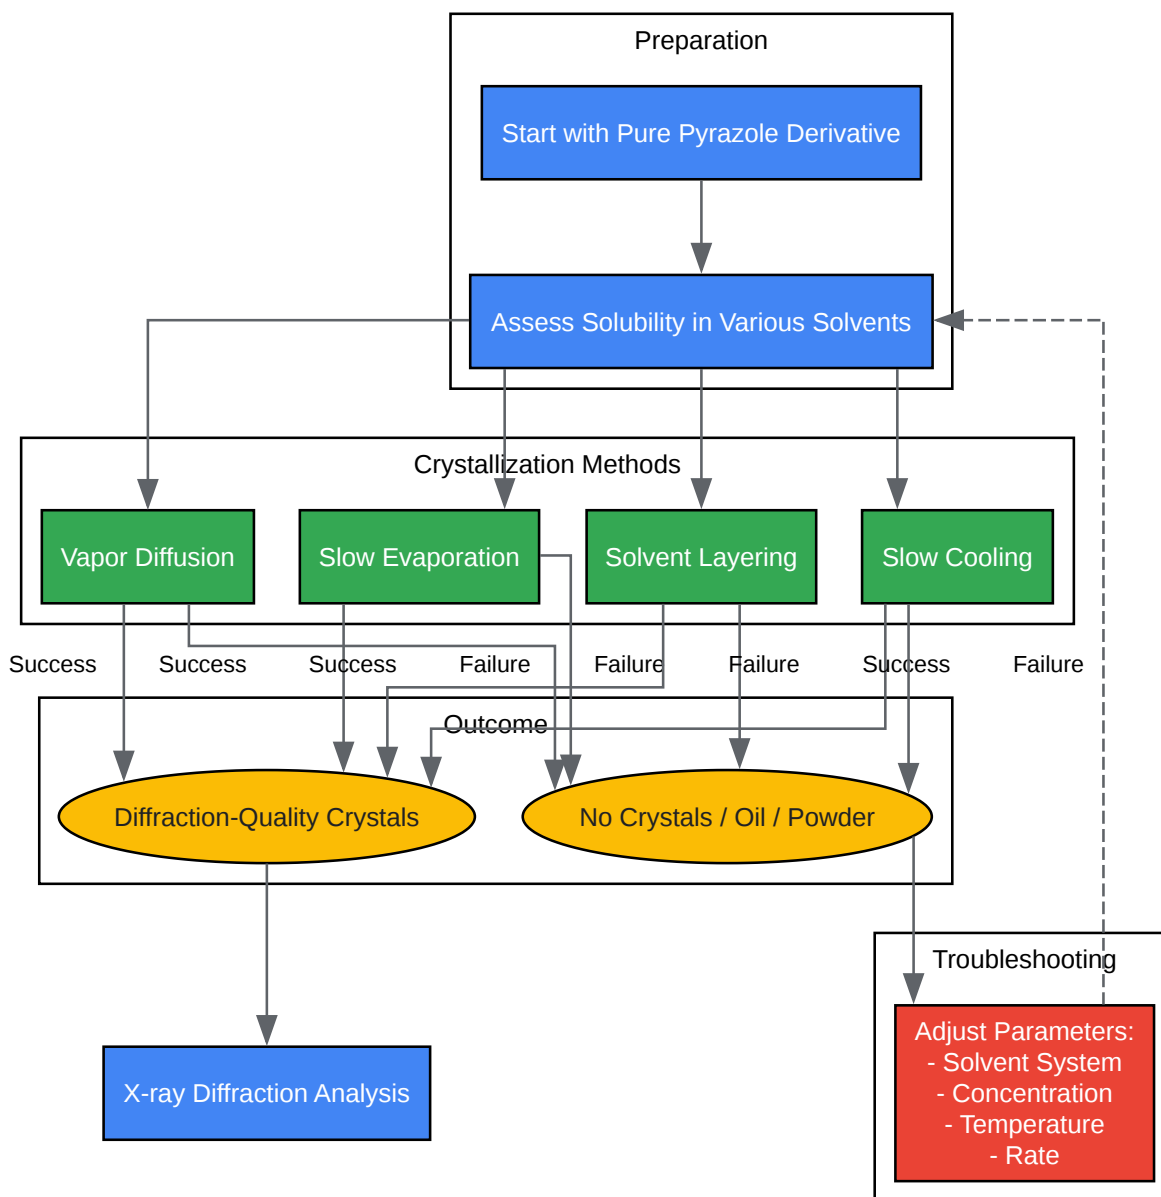 Preparation
Start with Pure Pyrazole Derivative
Assess Solubility in Various Solvents
Crystallization Methods
Vapor Diffusion
Slow Evaporation
Solvent Layering
Slow Cooling
Success
Success
Success
Failure
Failure
Failure
Success
Failure
Outcome
Diffraction-Quality Crystals
No Crystals / Oil / Powder
Troubleshooting
X-ray Diffraction Analysis
Adjust Parameters:
- Solvent System
- Concentration
- Temperature
- Rate